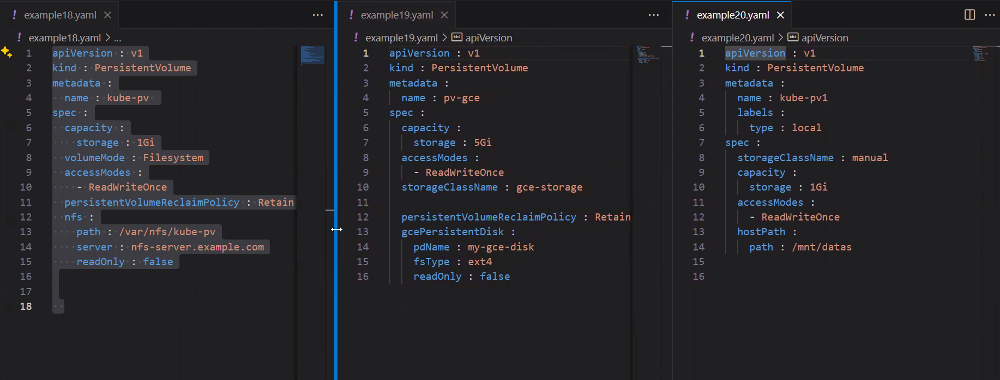 example18.yaml
example18.yaml > ...
1 apiVersion : v1
2 kind : PersistentVolume
3 metadata :
4 name : kube-pv
5 spec :
6 capacity :
7 storage : 1Gi
8 volumeMode : Filesystem
9 accessModes :
10 - ReadWriteOnce
11 persistentVolumeReclaimPolicy : Retain
12 nfs :
13 path : /var/nfs/kube-pv
14 server : nfs-server.example.com
15 readOnly : false
16
17
18
example19.yaml
example19.yaml > abc apiVersion
1 apiVersion : v1
2 kind : PersistentVolume
3 metadata :
4 name : pv-gce
5 spec :
6 capacity :
7 storage : 5Gi
8 accessModes :
9 - ReadWriteOnce
10 storageClassName : gce-storage
11
12 persistentVolumeReclaimPolicy : Retain
13 gcePersistentDisk :
14 pdName : my-gce-disk
15 fsType : ext4
16 readOnly : false
example20.yaml
example20.yaml > abc apiVersion
1 apiVersion : v1
2 kind : PersistentVolume
3 metadata :
4 name : kube-pv1
5 labels :
6 type : local
7 spec :
8 storageClassName : manual
9 capacity :
10 storage : 1Gi
11 accessModes :
12 - ReadWriteOnce
13 hostPath :
14 path : /mnt/datas
15
16